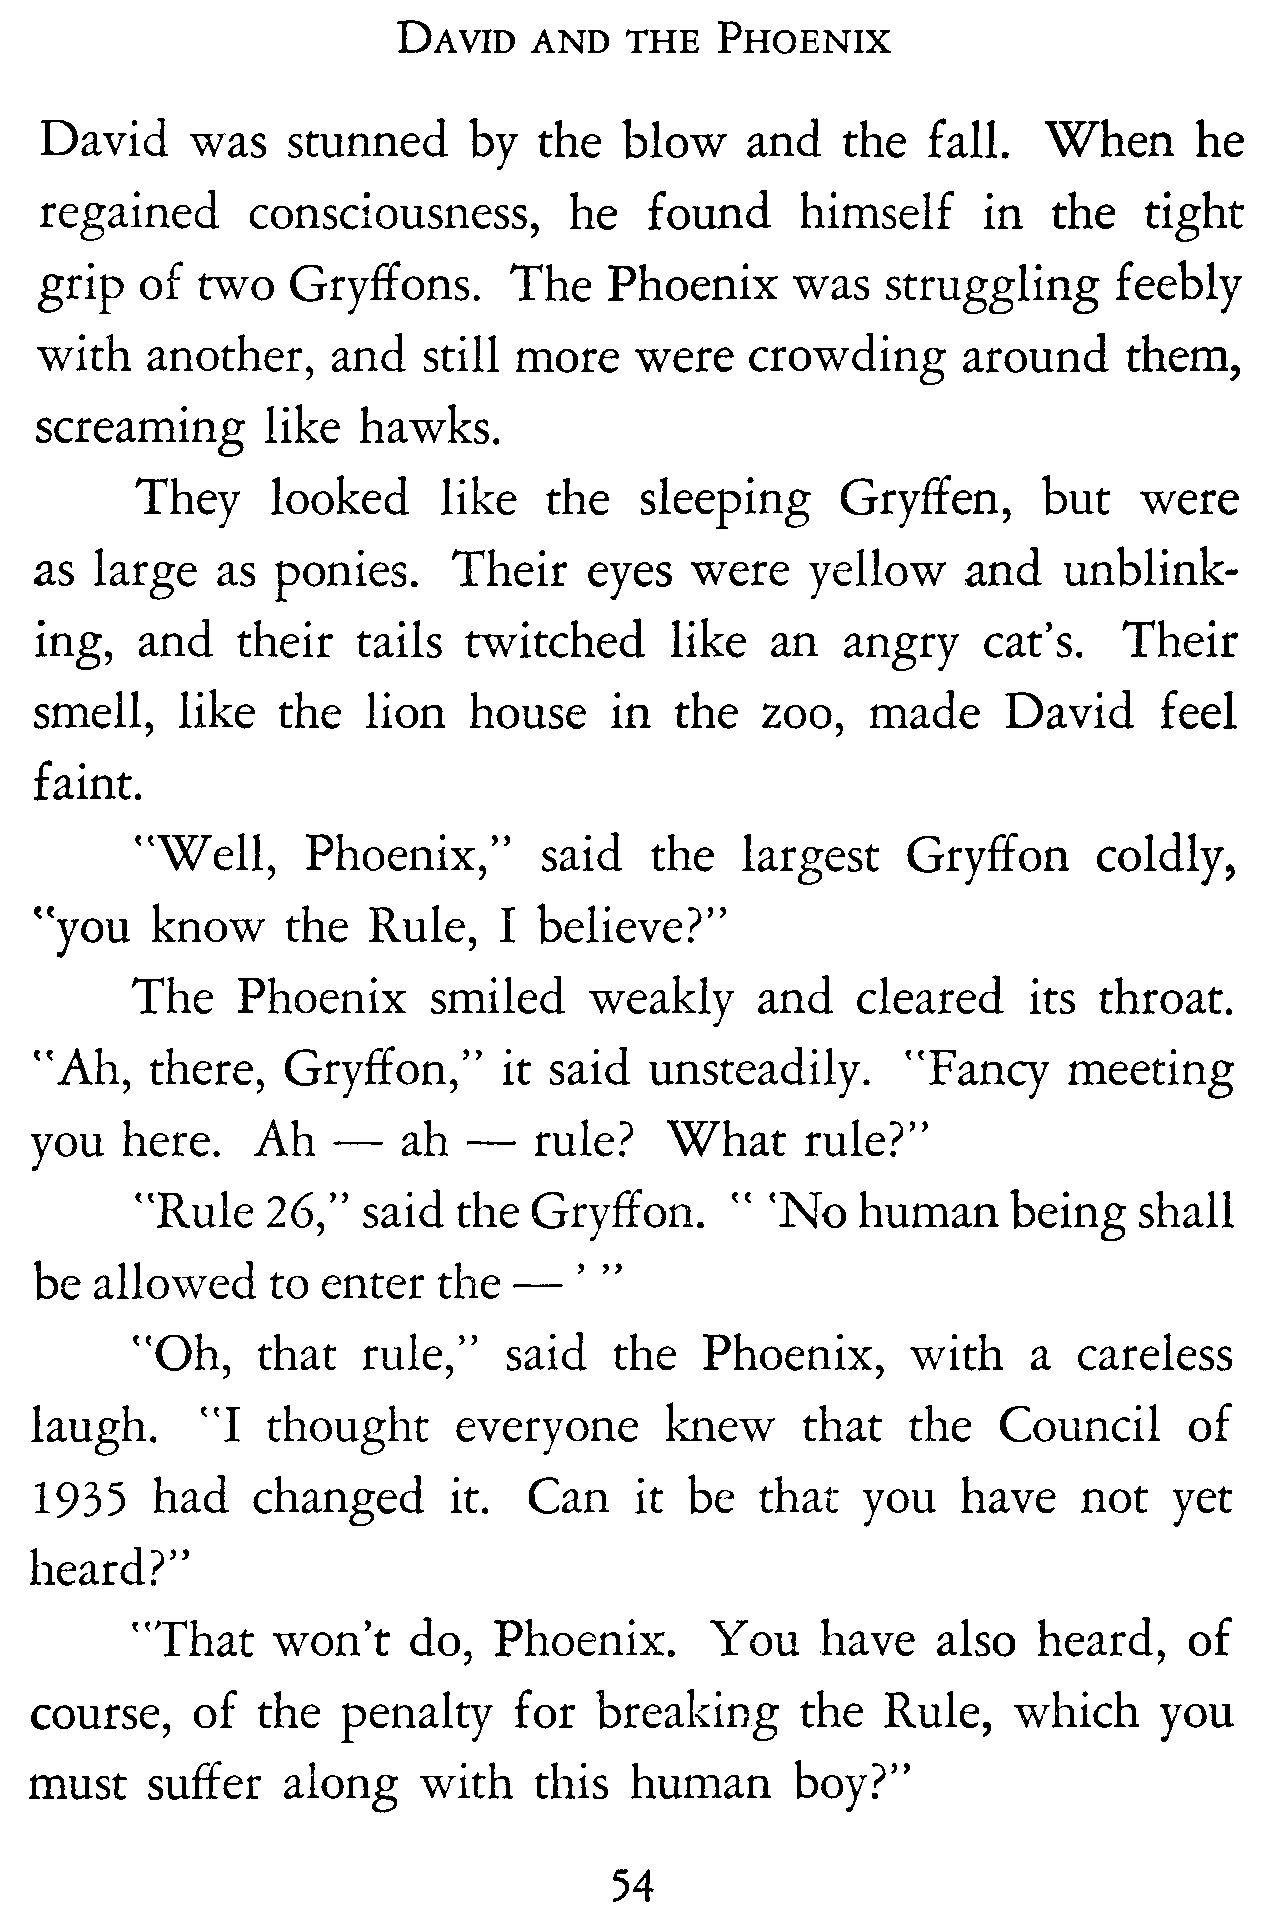 DAVID AND THE PHOENIX
David was stunned by the blow and the fall. When he
regained consciousness, he found himself in the tight
grip of two Gryffons. The Phoenix was struggling feebly
with another, and still more were crowding around them,
screaming like hawks.
They looked like the sleeping Gryffen, but were
as large as ponies. Their eyes were yellow and unblink-
ing, and their tails twitched like an angry cat's. Their
smell, like the lion house in the zoo, made David feel
faint.
"Well, Phoenix," said the largest Gryffon coldly,
"you know the Rule, I believe?"
The Phoenix smiled weakly and cleared its throat.
"Ah, there, Gryffon," it said unsteadily. "Fancy meeting
you here. Ah — ah — rule? What rule?"
"Rule 26," said the Gryffon. " 'No human being shall
be allowed to enter the — ' "
"Oh, that rule," said the Phoenix, with a careless
laugh. "I thought everyone knew that the Council of
1935 had changed it. Can it be that you have not yet
heard?"
"That won't do, Phoenix. You have also heard, of
course, of the penalty for breaking the Rule, which you
must suffer along with this human boy?"
54